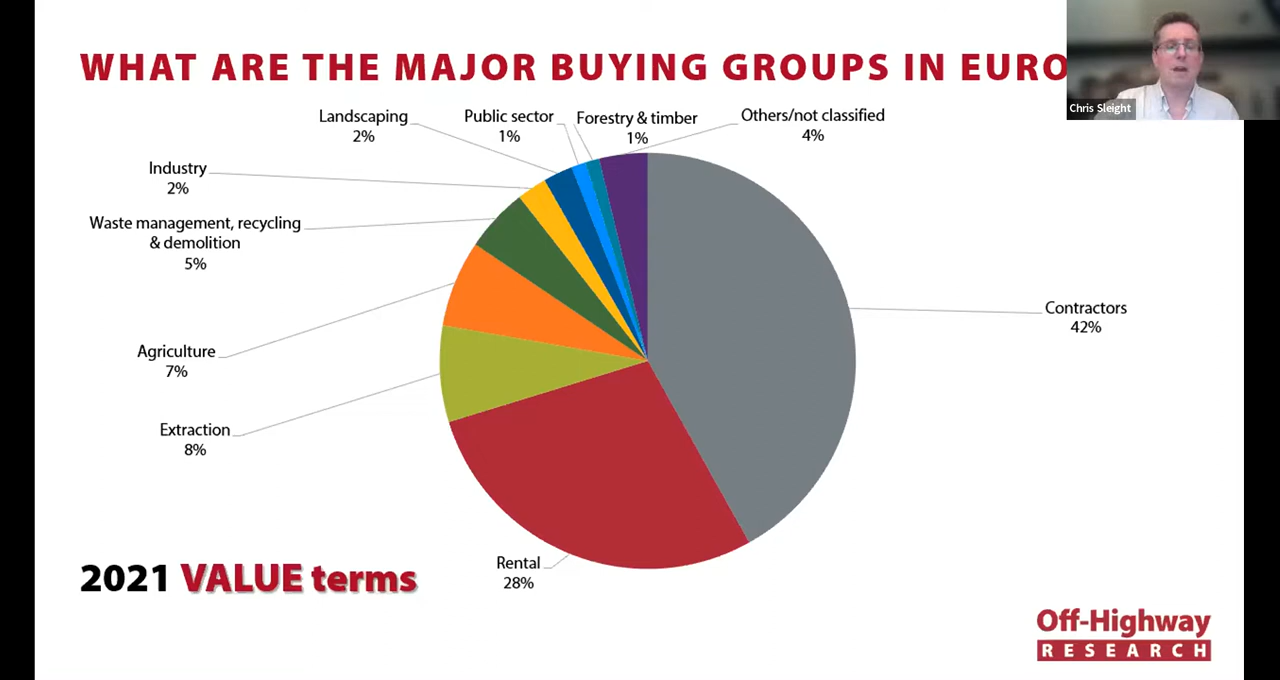 WHAT ARE THE MAJOR BUYING GROUPS IN EURO
Chris Sleight
Landscaping
2%
Public sector
1%
Forestry & timber
1%
Others/not classified
4%
Industry
2%
Waste management, recycling
& demolition
5%
Contractors
42%
Agriculture
7%
Extraction
8%
Rental
28%
2021 VALUE terms
Off-Highway
RESEARCH